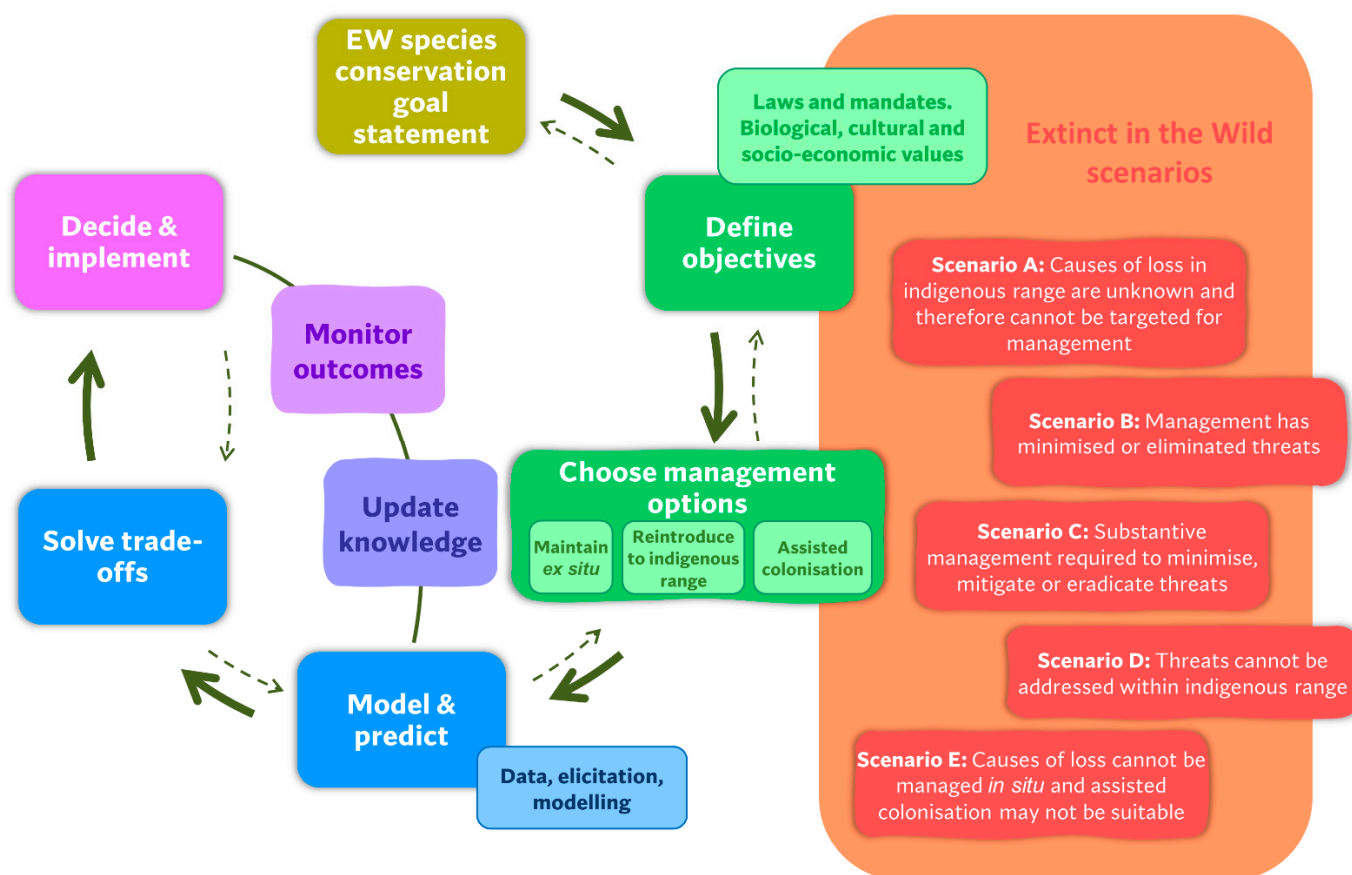 EW species
conservation
goal
statement
Laws and mandates.
Biological, cultural and
socio-economic values
Define
objectives
Choose management
options
Maintain
ex situ
Reintroduce
to indigenous
range
Assisted
colonisation
Model &
predict
Data, elicitation,
modelling
Solve trade-
offs
Decide &
implement
Monitor
outcomes
Update
knowledge
Extinct in the Wild
scenarios
Scenario A: Causes of loss in
indigenous range are unknown and
therefore cannot be targeted for
management
Scenario B: Management has
minimised or eliminated threats
Scenario C: Substantive
management required to minimise,
mitigate or eradicate threats
Scenario D: Threats cannot be
addressed within indigenous range
Scenario E: Causes of loss cannot be
managed in situ and assisted
colonisation may not be suitable